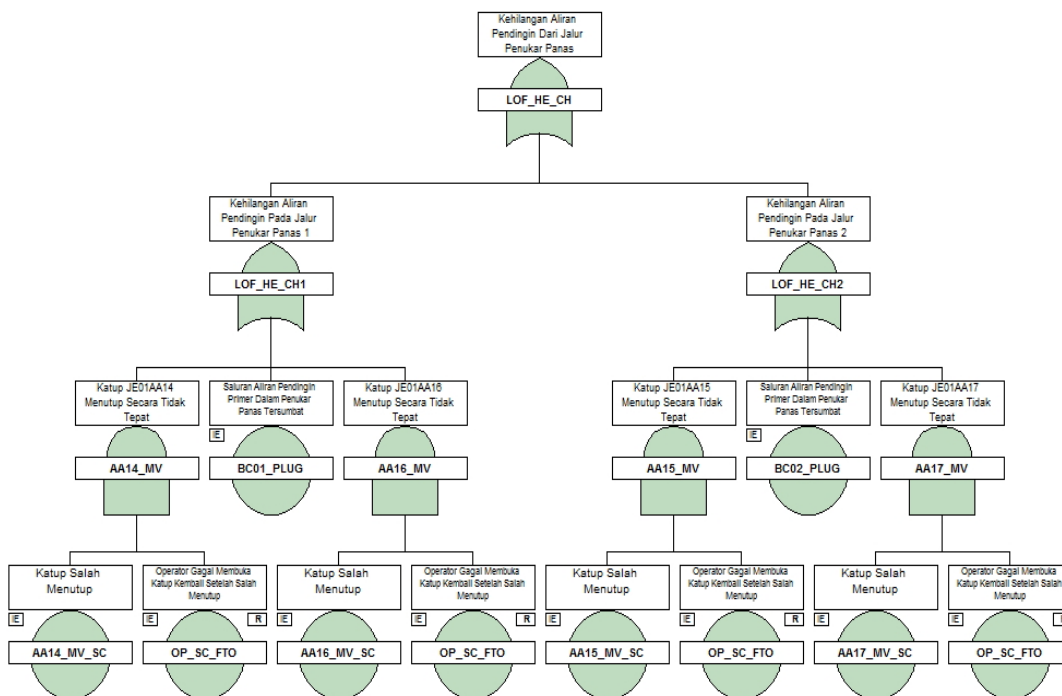 Kehilangan Aliran
Pendingin Dari Jalur
Penukar Panas
LOF_HE_CH
Kehilangan Aliran
Pendingin Pada Jalur
Penukar Panas 1
LOF_HE_CH1
Kehilangan Aliran
Pendingin Pada Jalur
Penukar Panas 2
LOF_HE_CH2
Katup JE01AA14
Menutup Secara Tidak
Tepat
AA14_MV
Saluran Aliran Pendingin
Primer Dalam Penukar
Panas Tersumbat
IE
BC01_PLUG
Katup JE01AA16
Menutup Secara Tidak
Tepat
AA16_MV
Katup JE01AA15
Menutup Secara Tidak
Tepat
AA15_MV
Saluran Aliran Pendingin
Primer Dalam Penukar
Panas Tersumbat
IE
BC02_PLUG
Katup JE01AA17
Menutup Secara Tidak
Tepat
AA17_MV
Katup Salah
Menutup
IE
AA14_MV_SC
Operator Gagal Membuka
Katup Kembali Setelah Salah
Menutup
IE
R
OP_SC_FTO
Katup Salah
Menutup
IE
AA16_MV_SC
Operator Gagal Membuka
Katup Kembali Setelah Salah
Menutup
IE
R
OP_SC_FTO
Katup Salah
Menutup
IE
AA15_MV_SC
Operator Gagal Membuka
Katup Kembali Setelah Salah
Menutup
IE
R
OP_SC_FTO
Katup Salah
Menutup
IE
AA17_MV_SC
Operator Gagal Membuka
Katup Kembali Setelah Salah
Menutup
IE
OP_SC_FTO